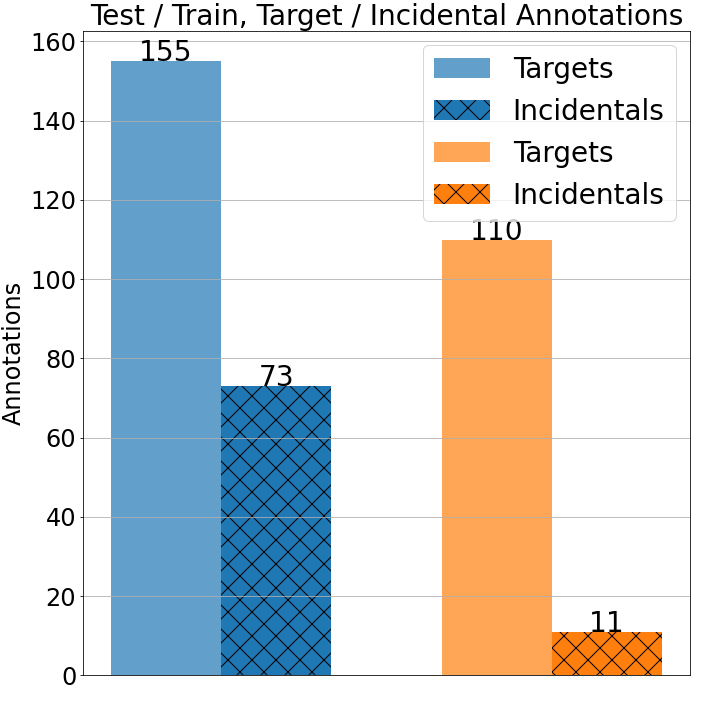 Test / Train, Target / Incidental Annotations
160
140
120
100
80
60
40
20
0
Annotations
155
73
110
11
Targets
Incidentals
Targets
Incidentals